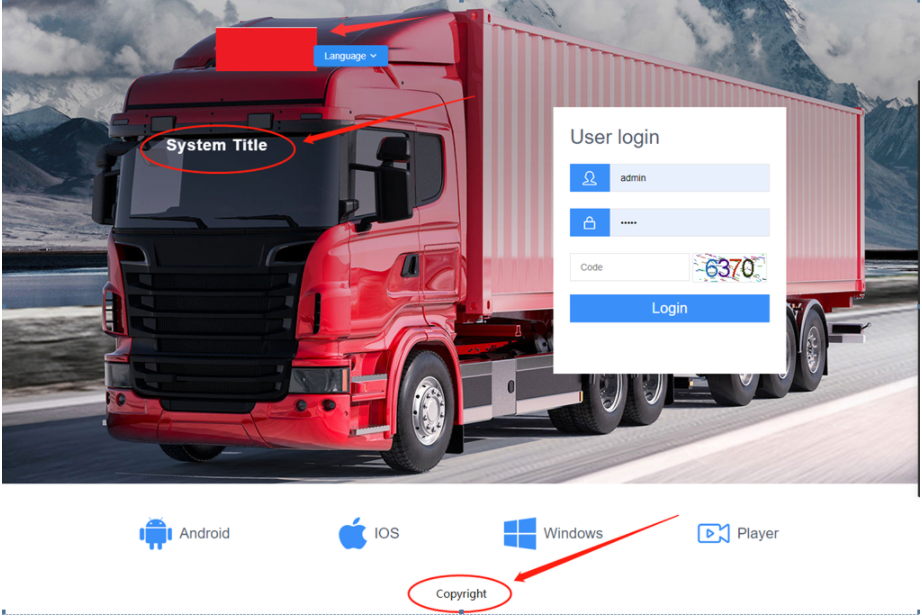 Language
System Title
User login
admin
•••••
Code
6370
Login
Android
IOS
Windows
Player
Copyright